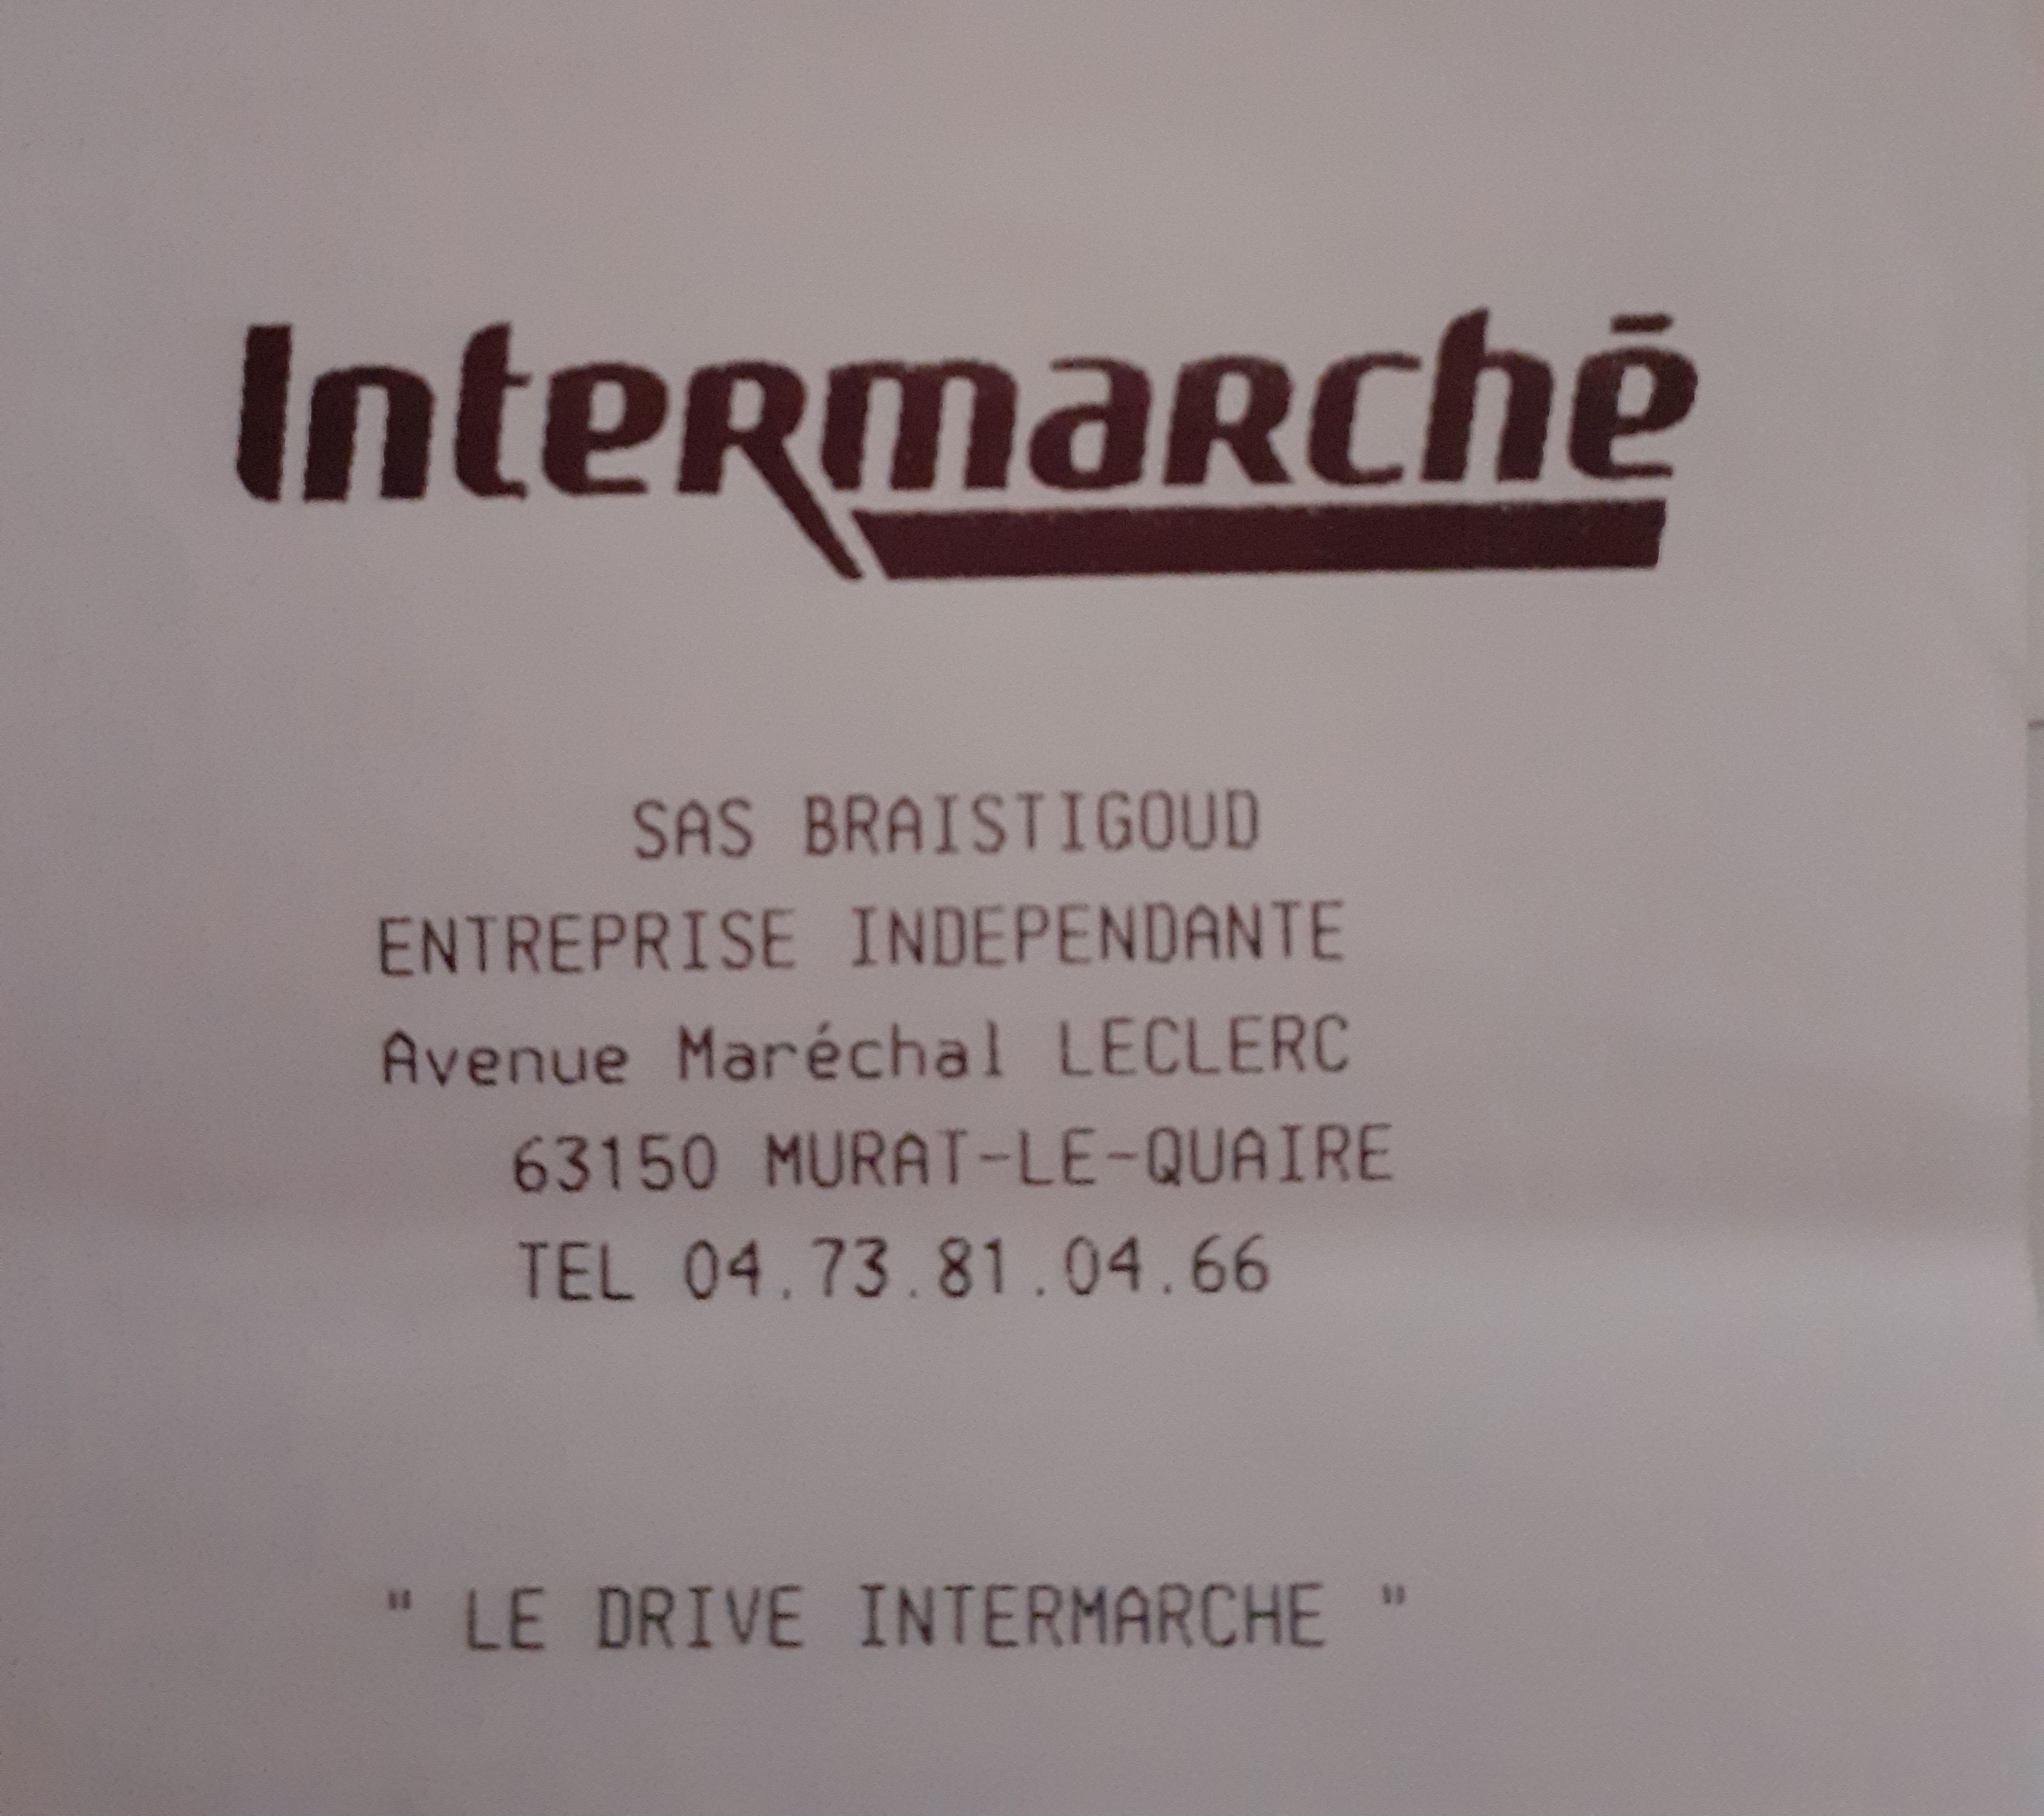 Intermarché
SAS BRAISTIGOUD
ENTREPRISE INDEPENDANTE
Avenue Maréchal LECLERC
63150 MURAT-LE-QUAIRE
TEL 04.73.81.04.66
" LE DRIVE INTERMARCHE "